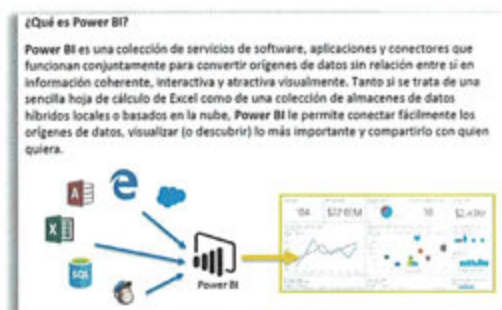 ¿Qué es Power BI?
Power BI es una colección de servicios de software, aplicaciones y conectores que
funcionan conjuntamente para convertir orígenes de datos sin relación entre sí en
información coherente, interactiva y atractiva visualmente. Tanto si se trata de una
sencilla hoja de cálculo de Excel como de una colección de almacenes de datos
híbridos locales o basados en la nube, Power BI le permite conectar fácilmente los
orígenes de datos, visualizar (o descubrir) lo más importante y compartirlo con quien
quiera.
A
X
SQL
Power BI